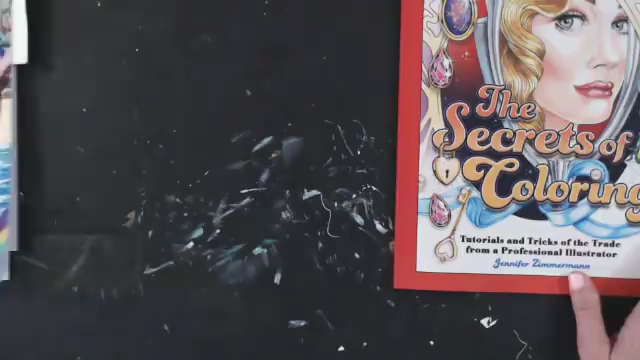 The
Secrets of
Coloring
Tutorials and Tricks of the Trade
from a Professional Illustrator
Jennifer Zimmermann